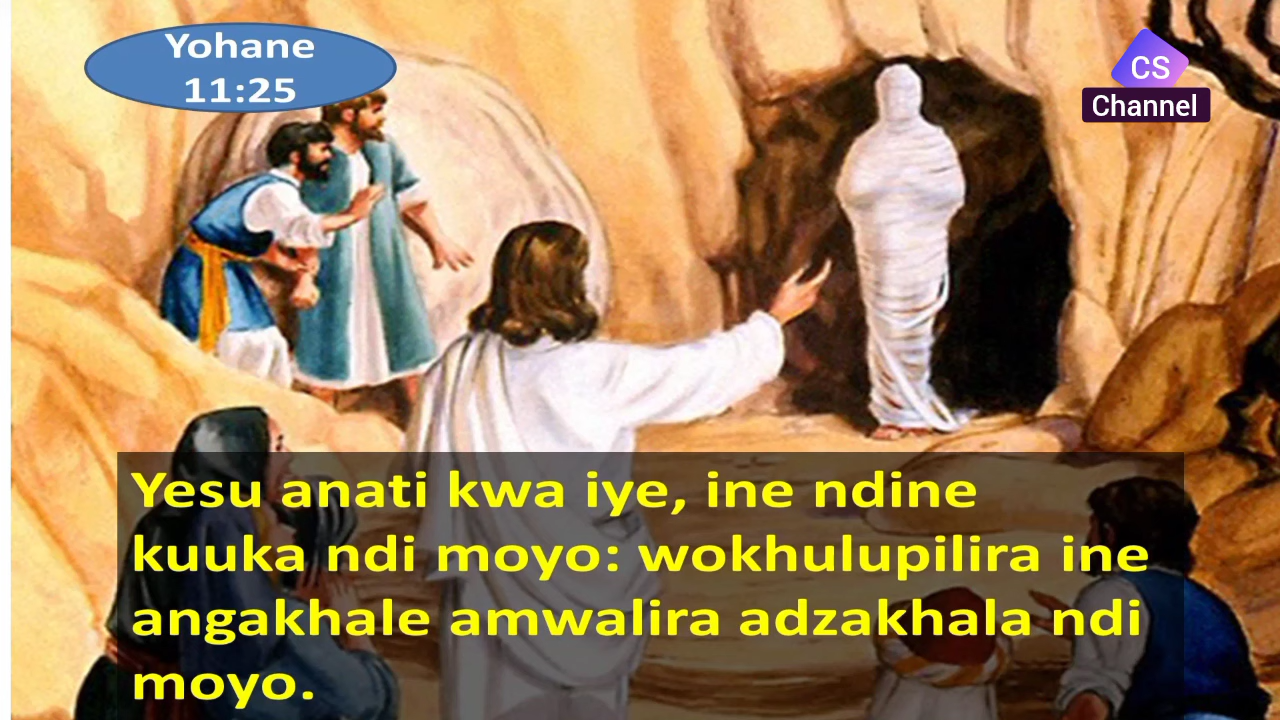 Yohane
11:25
CS
Channel
Yesu anati kwa iye, ine ndine
kuuka ndi moyo: wokhulupilira ine
angakhale amwalira adzakhala ndi
moyo.